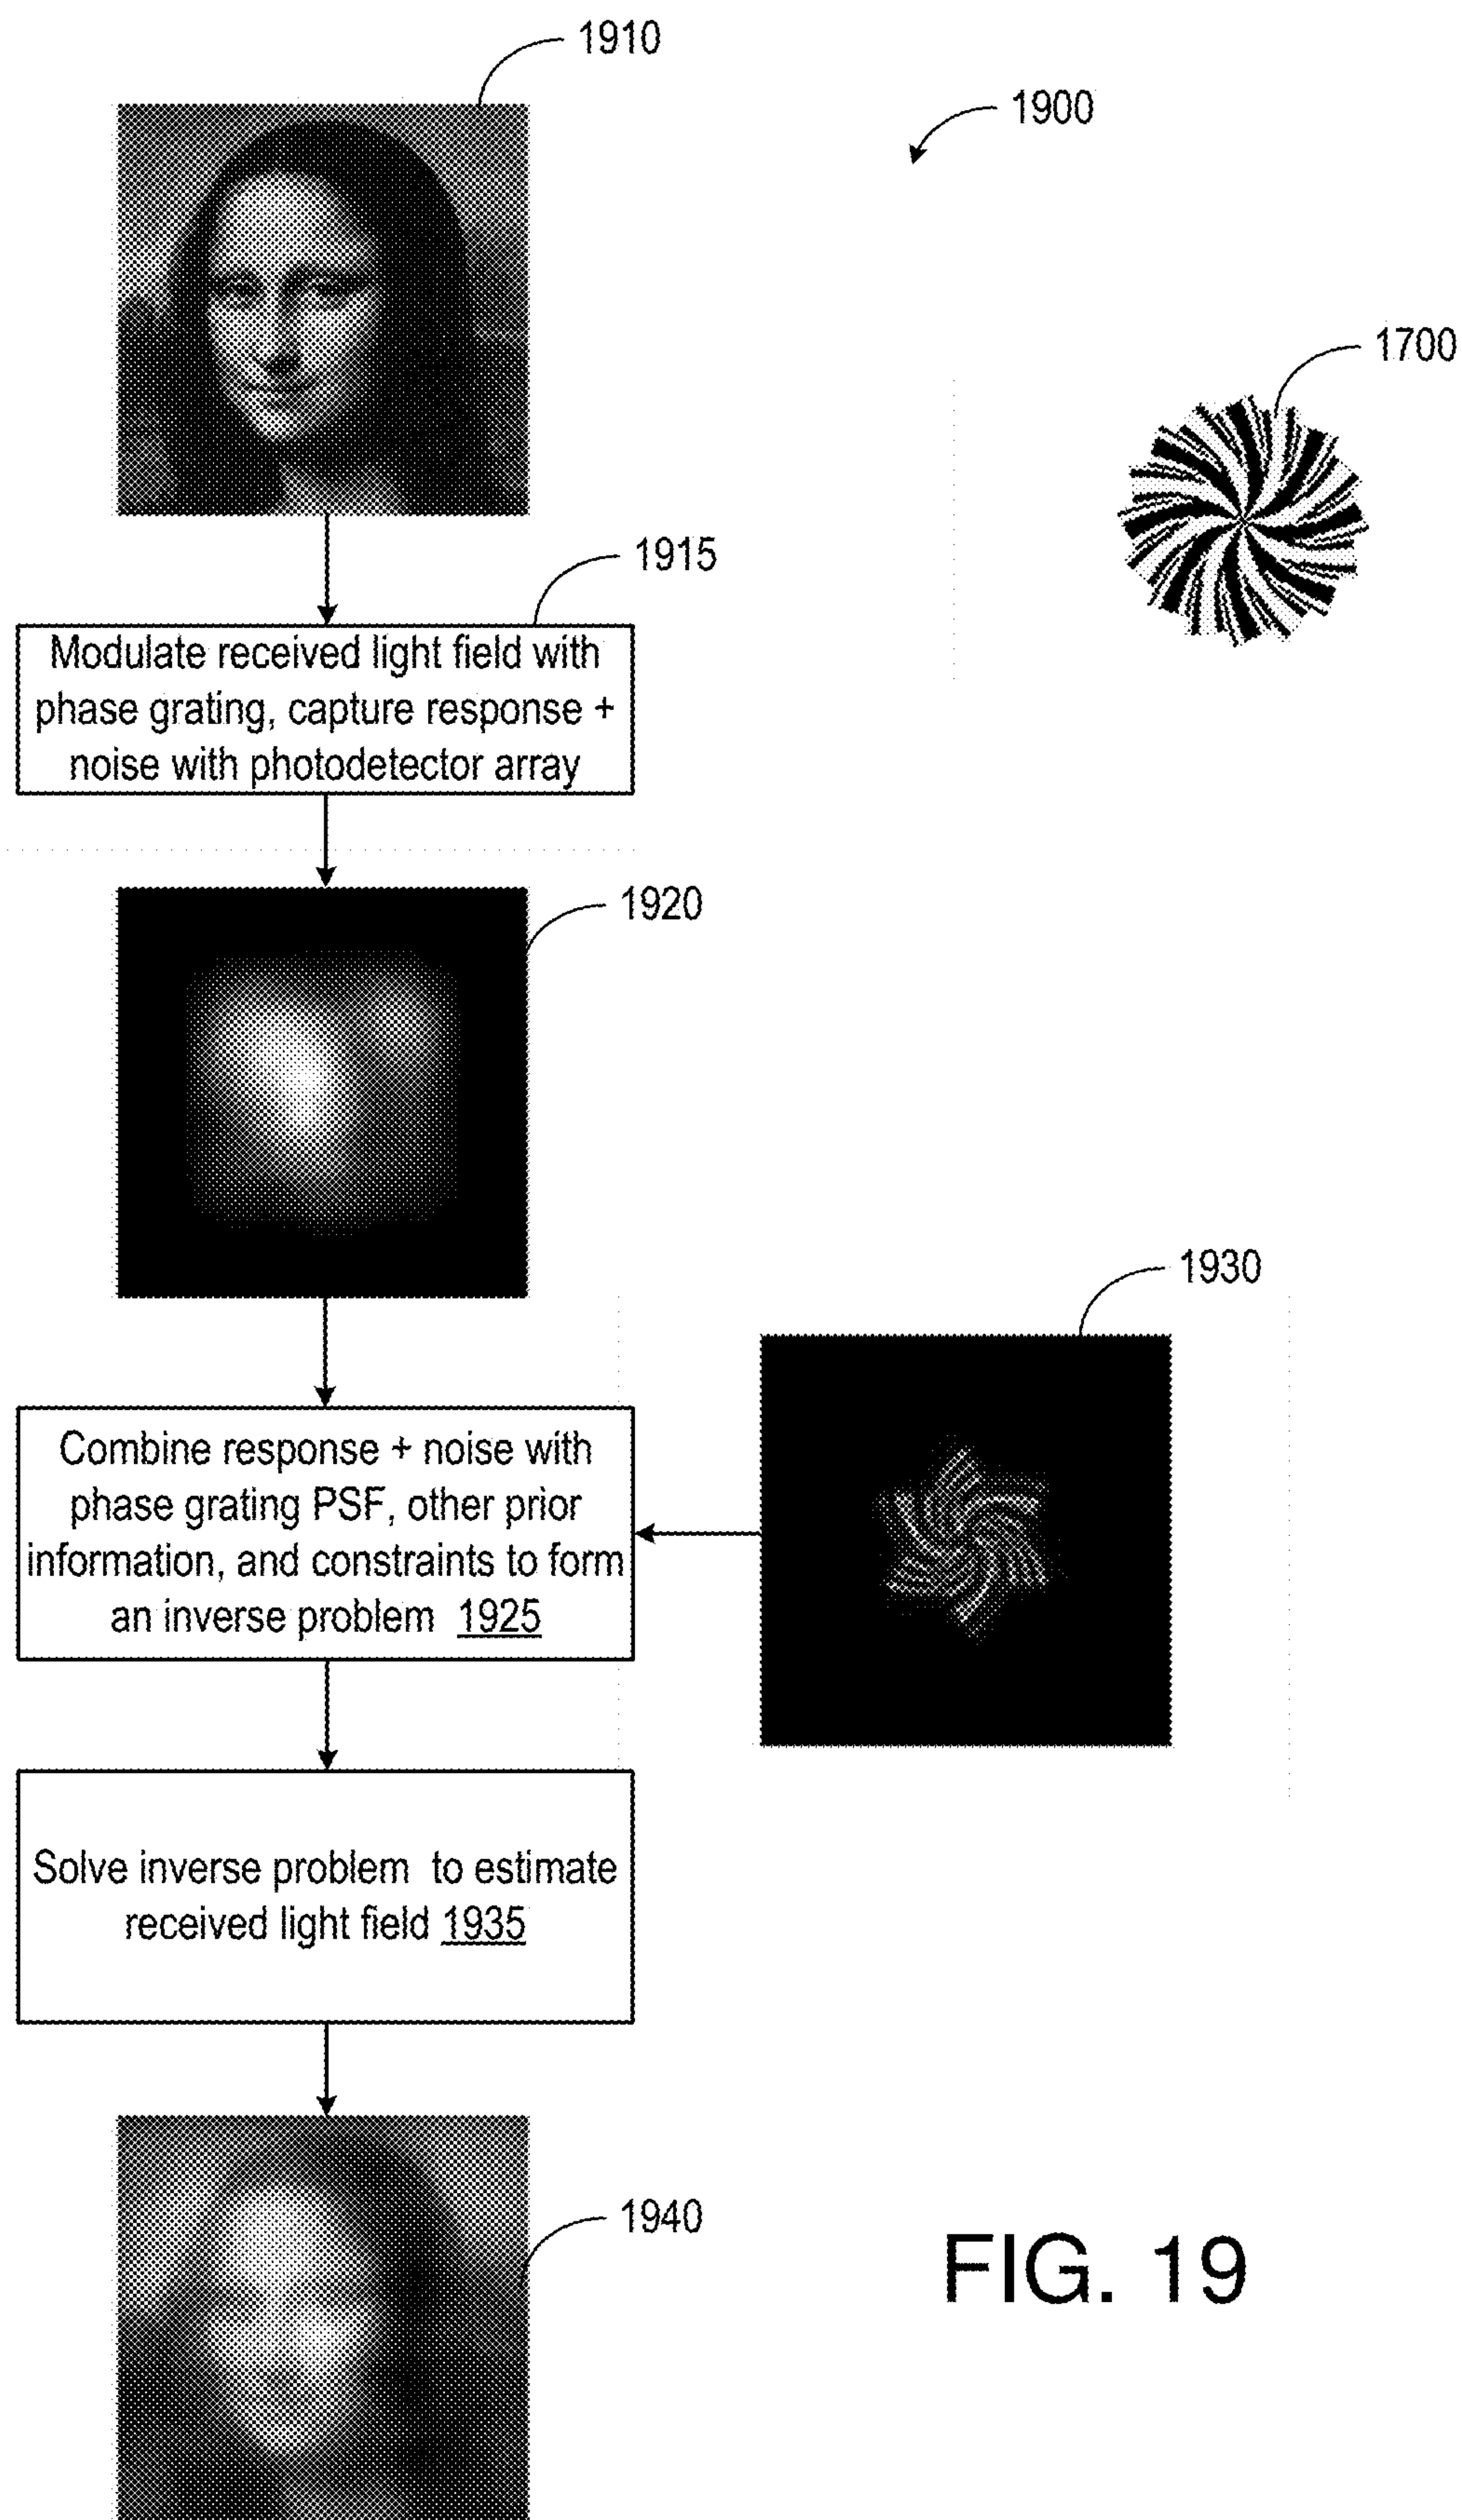 1910
1900
1700
1915
Modulate received light field with
phase grating, capture response +
noise with photodetector array
1920
1930
Combine response + noise with
phase grating PSF, other prior
information, and constraints to form
an inverse problem 1925
Solve inverse problem to estimate
received light field 1935
1940
FIG. 19